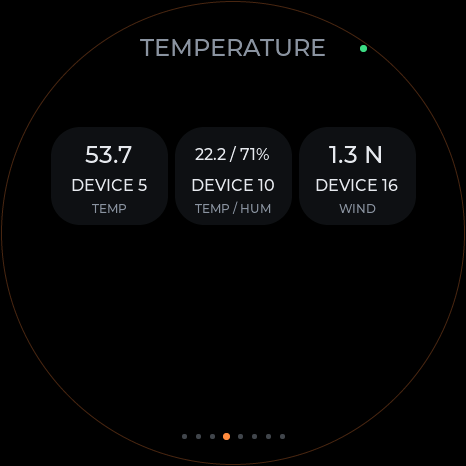 TEMPERATURE
53.7
DEVICE 5
TEMP
22.2 / 71%
DEVICE 10
TEMP / HUM
1.3 N
DEVICE 16
WIND